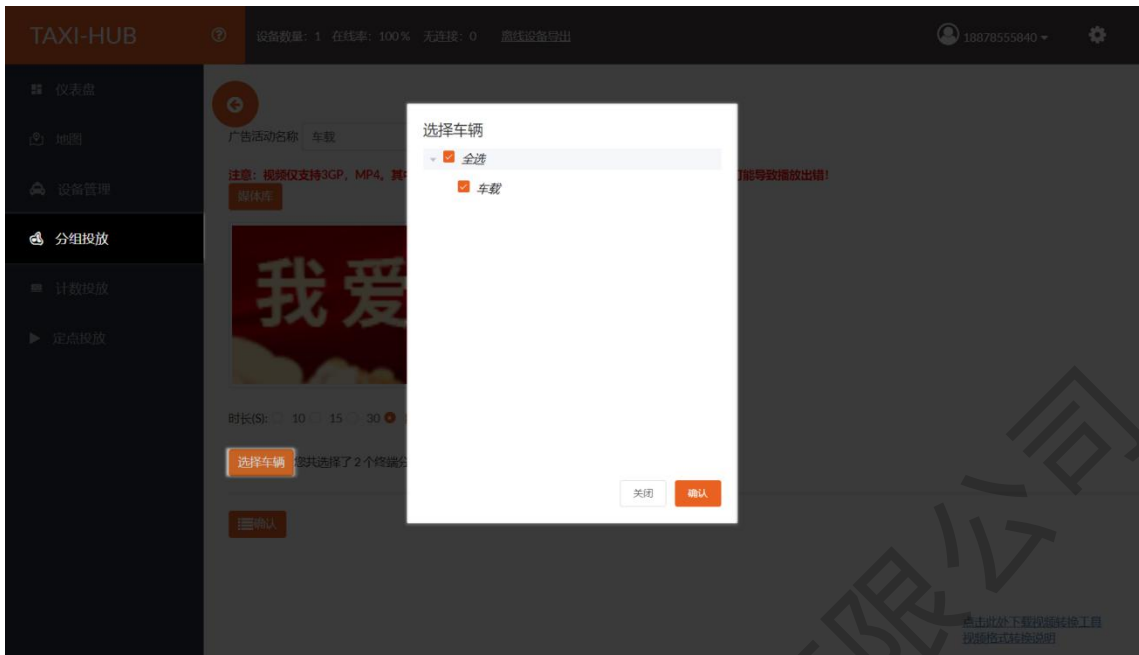 TAXI-HUB
设备数量: 1 在线率: 100% 无连接: 0 离线设备导出
18878555840
仪表盘
地图
设备管理
分组投放
计数投放
定点投放
广告活动名称 车载
注意：视频仅支持3GP，MP4，其
可能导致播放出错！
媒体库
我爱
时长(S): 10 15 30
选择车辆 您共选择了 2 个终端分
确认
选择车辆
全选
车载
关闭 确认
点击此处下载视频转换工具
视频格式转换说明
有限公司